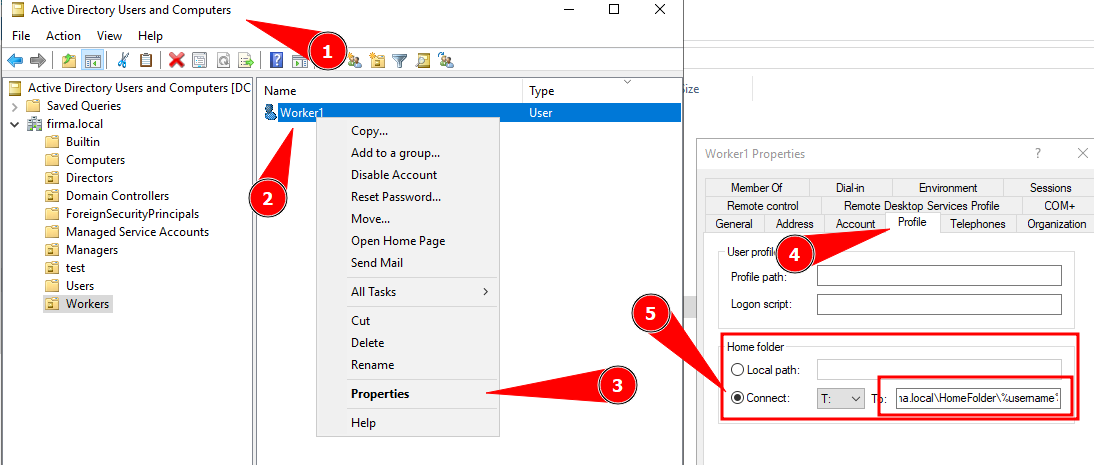 Active Directory Users and Computers
File Action View Help
1
Active Directory Users and Computers [DC
Saved Queries
firma.local
Builtin
Computers
Directors
Domain Controllers
ForeignSecurityPrincipals
Managed Service Accounts
Managers
test
Users
Workers
Name Type
Worker1 User
2
Copy...
Add to a group...
Disable Account
Reset Password...
Move...
Open Home Page
Send Mail
All Tasks
Cut
Delete
Rename
Properties
Help
3
Size
Worker1 Properties ?
Member Of Dial-in Environment Sessions
Remote control Remote Desktop Services Profile COM+
General Address Account Profile Telephones Organization
4
User profile
Profile path:
Logon script:
5
Home folder
Local path:
Connect: T: To: ma.local\HomeFolder\%username%